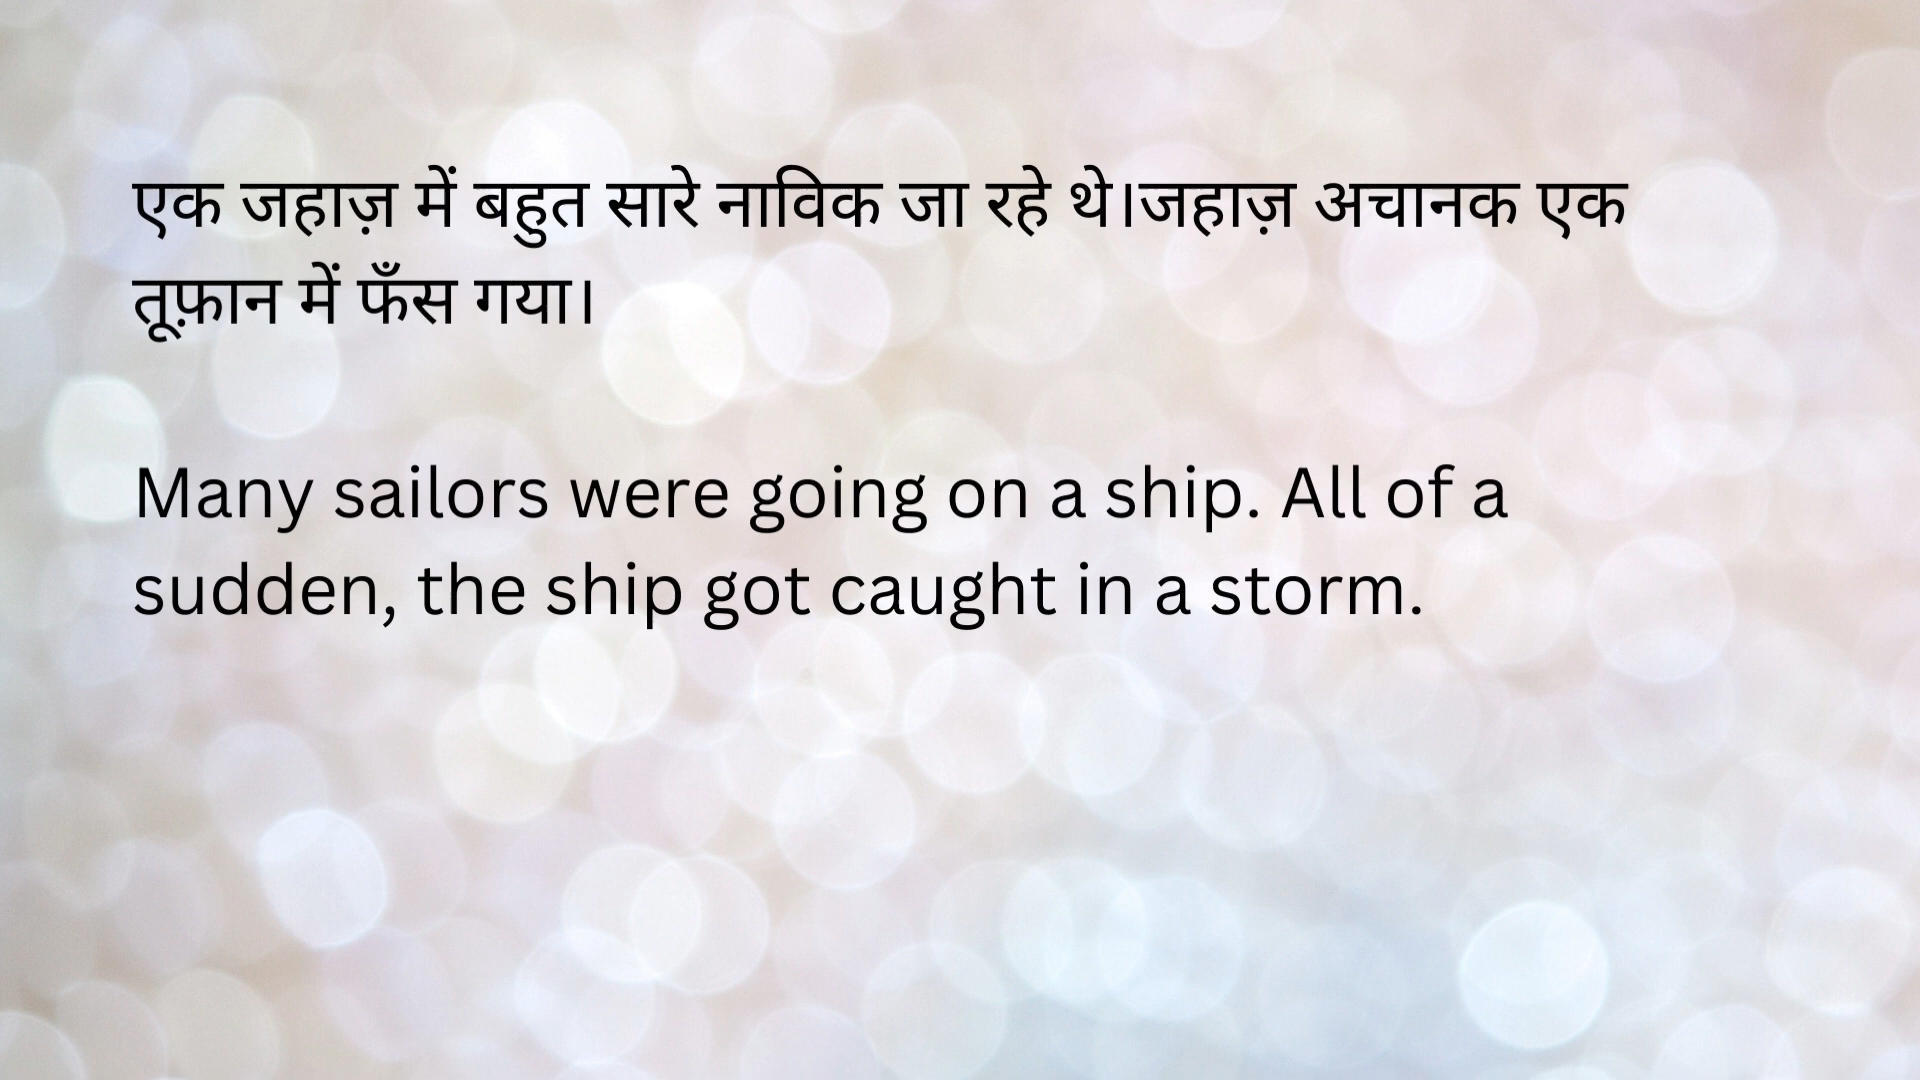 एक जहाज़ में बहुत सारे नाविक जा रहे थे।जहाज़ अचानक एक
तूफ़ान में फँस गया।
Many sailors were going on a ship. All of a
sudden, the ship got caught in a storm.